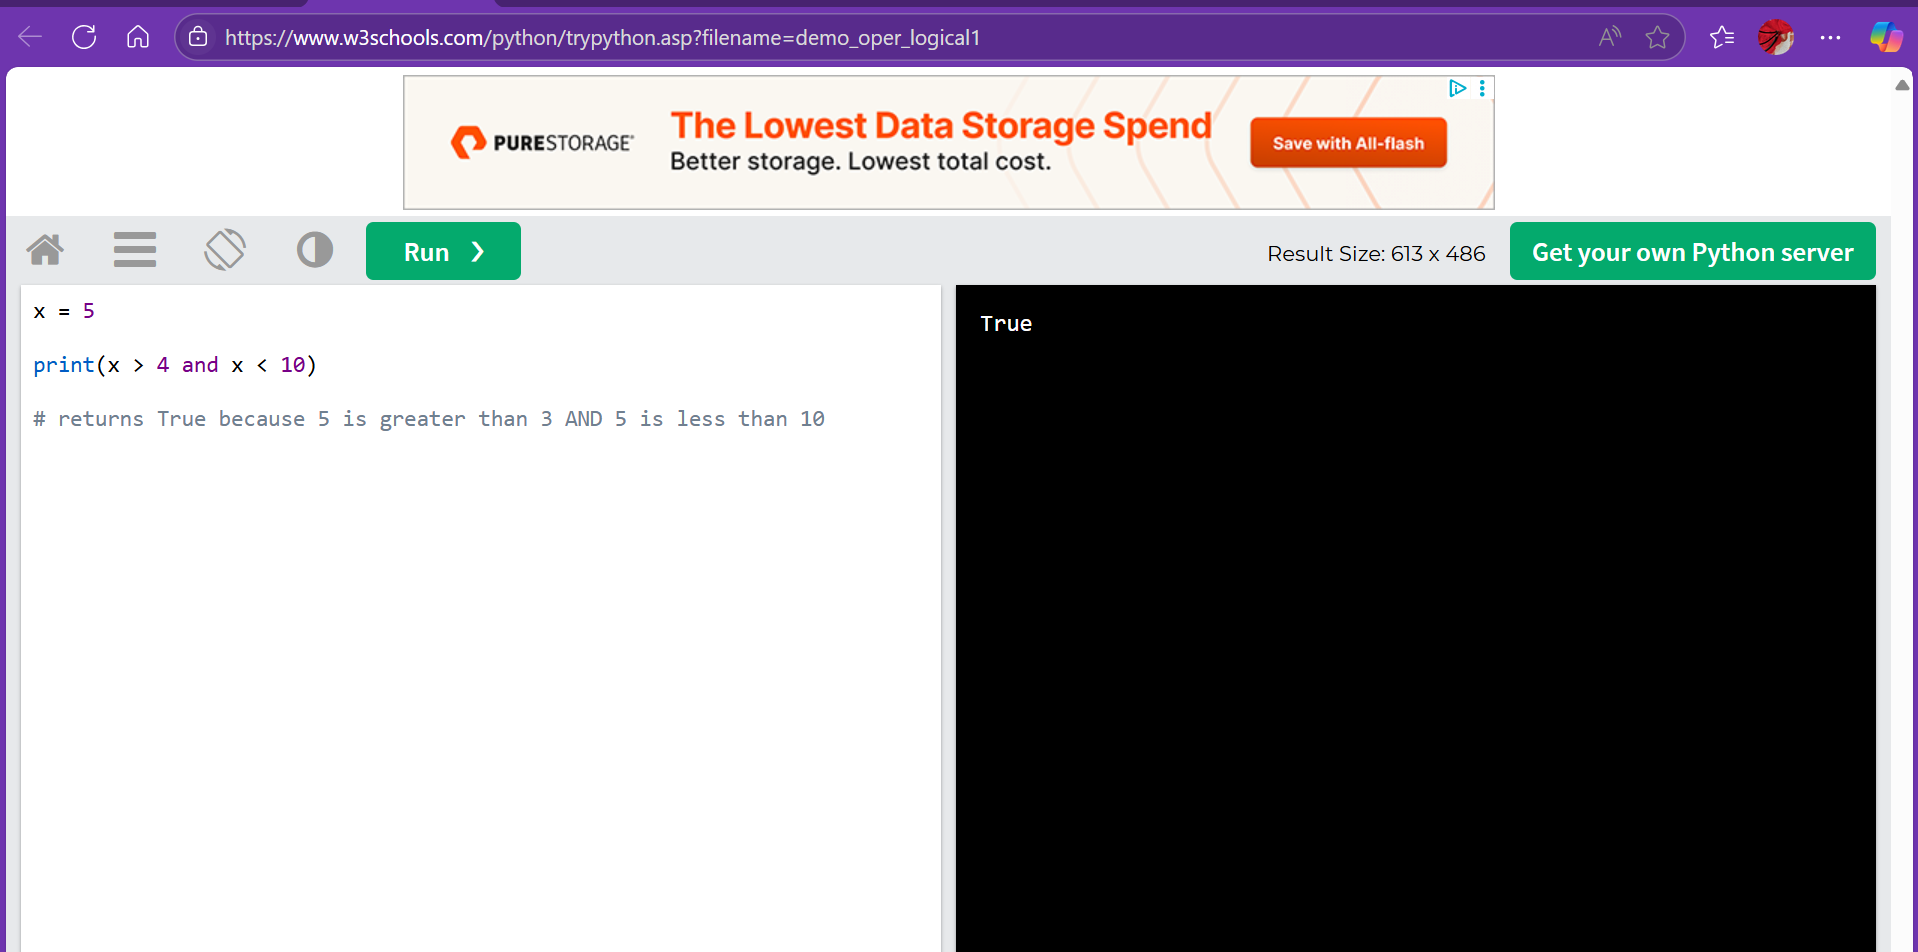 https://www.w3schools.com/python/trypython.asp?filename=demo_oper_logical1
PURESTORAGE®
The Lowest Data Storage Spend
Better storage. Lowest total cost.
Save with All-flash
Run ❯
Result Size: 613 x 486
Get your own Python server
x = 5
print(x > 4 and x < 10)
# returns True because 5 is greater than 3 AND 5 is less than 10
True